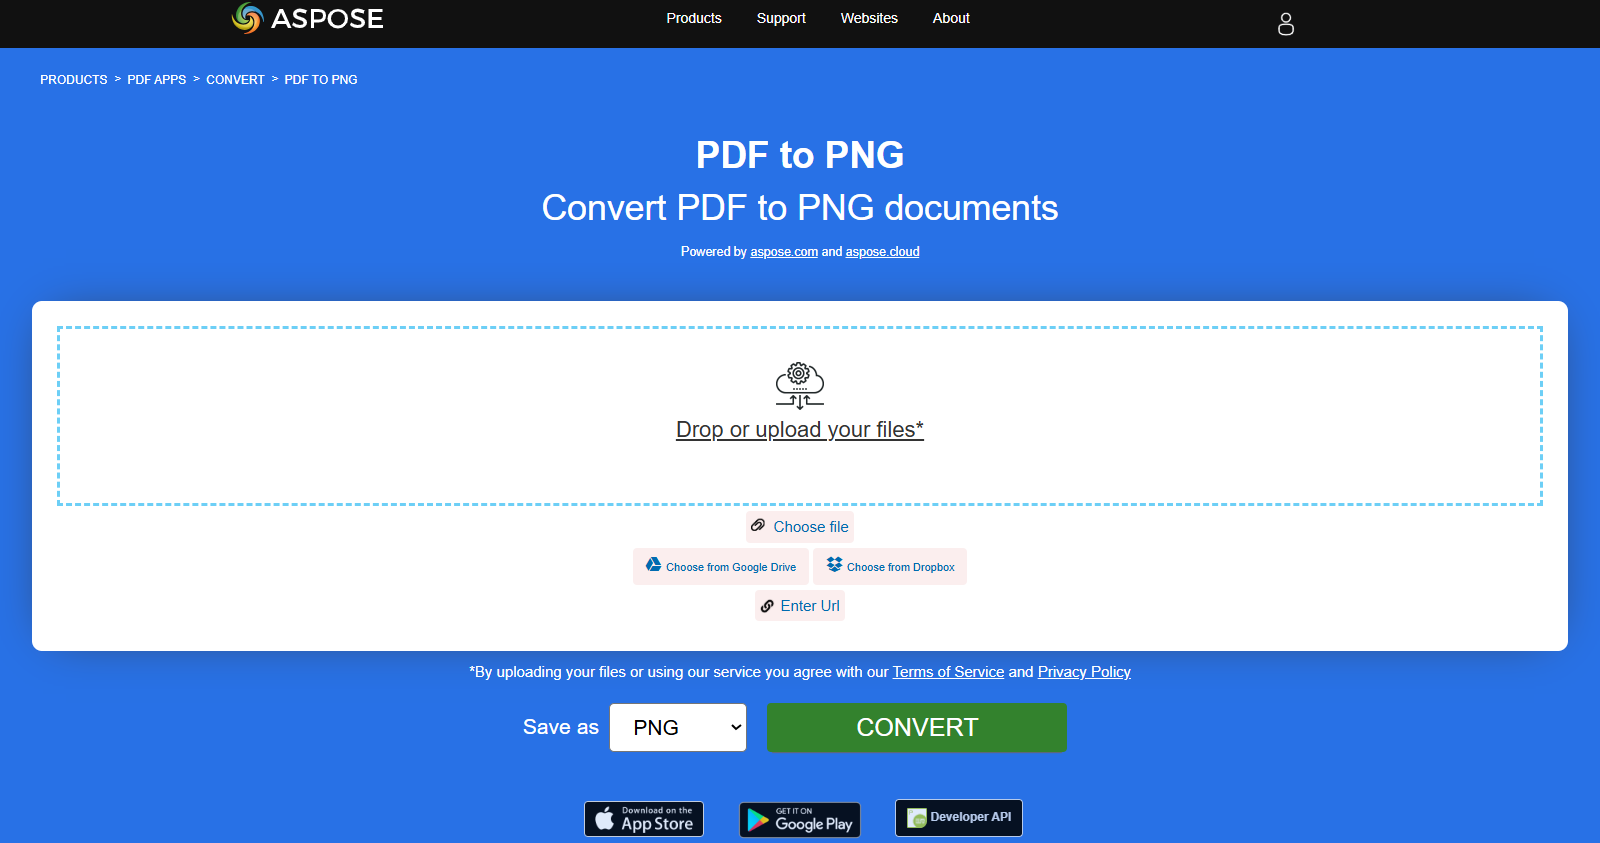 ASPOSE
Products Support Websites About
PRODUCTS > PDF APPS > CONVERT > PDF TO PNG
PDF to PNG
Convert PDF to PNG documents
Powered by aspose.com and aspose.cloud
Drop or upload your files*
Choose file
Choose from Google Drive Choose from Dropbox
Enter Url
*By uploading your files or using our service you agree with our Terms of Service and Privacy Policy
Save as PNG CONVERT
Download on the
App Store
GET IT ON
Google Play
Developer API